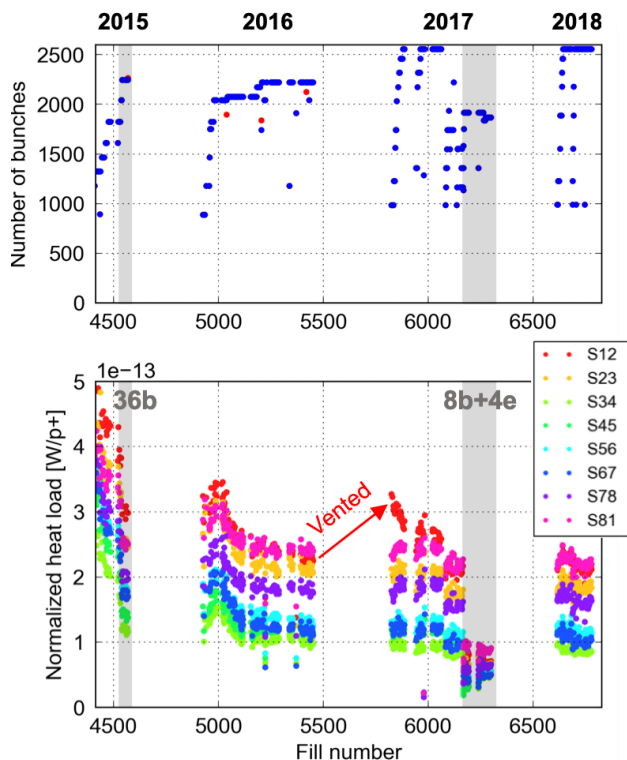 2015 2016 2017 2018
2500
2000
1500
1000
500
0
Number of bunches
4500 5000 5500 6000 6500
1e−13
5
4
3
2
1
0
Normalized heat load [W/p+]
36b
8b+4e
Vented
S12
S23
S34
S45
S56
S67
S78
S81
4500 5000 5500 6000 6500
Fill number